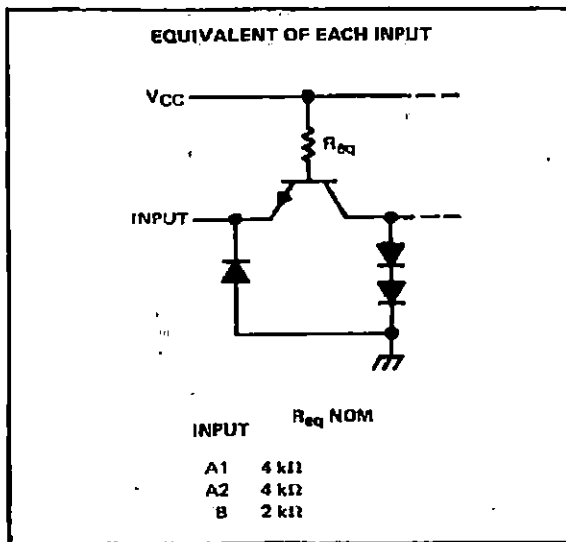 EQUIVALENT OF EACH INPUT
VCC
Req
INPUT
INPUT Req NOM
A1 4 kΩ
A2 4 kΩ
B 2 kΩ